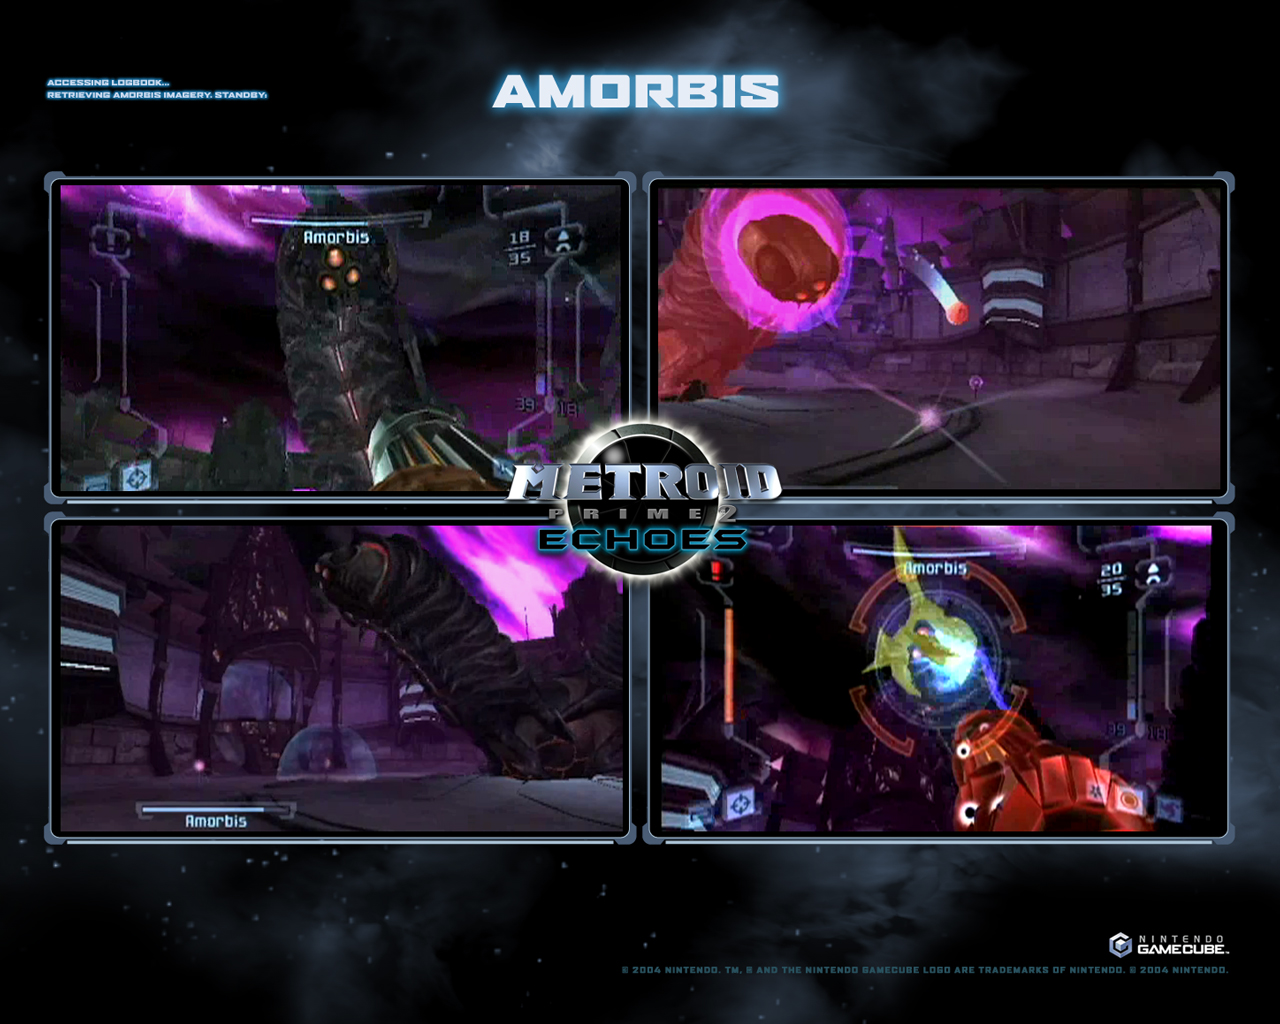 ACCESSING LOGBOOK...
RETRIEVING AMORBIS IMAGERY. STANDBY:
AMORBIS
Amorbis
18
35
39 18
METROID
PRIME 2
ECHOES
Amorbis
Amorbis
20
35
39 18
NINTENDO
GAMECUBE™
© 2004 NINTENDO. TM, ® AND THE NINTENDO GAMECUBE LOGO ARE TRADEMARKS OF NINTENDO. © 2004 NINTENDO.